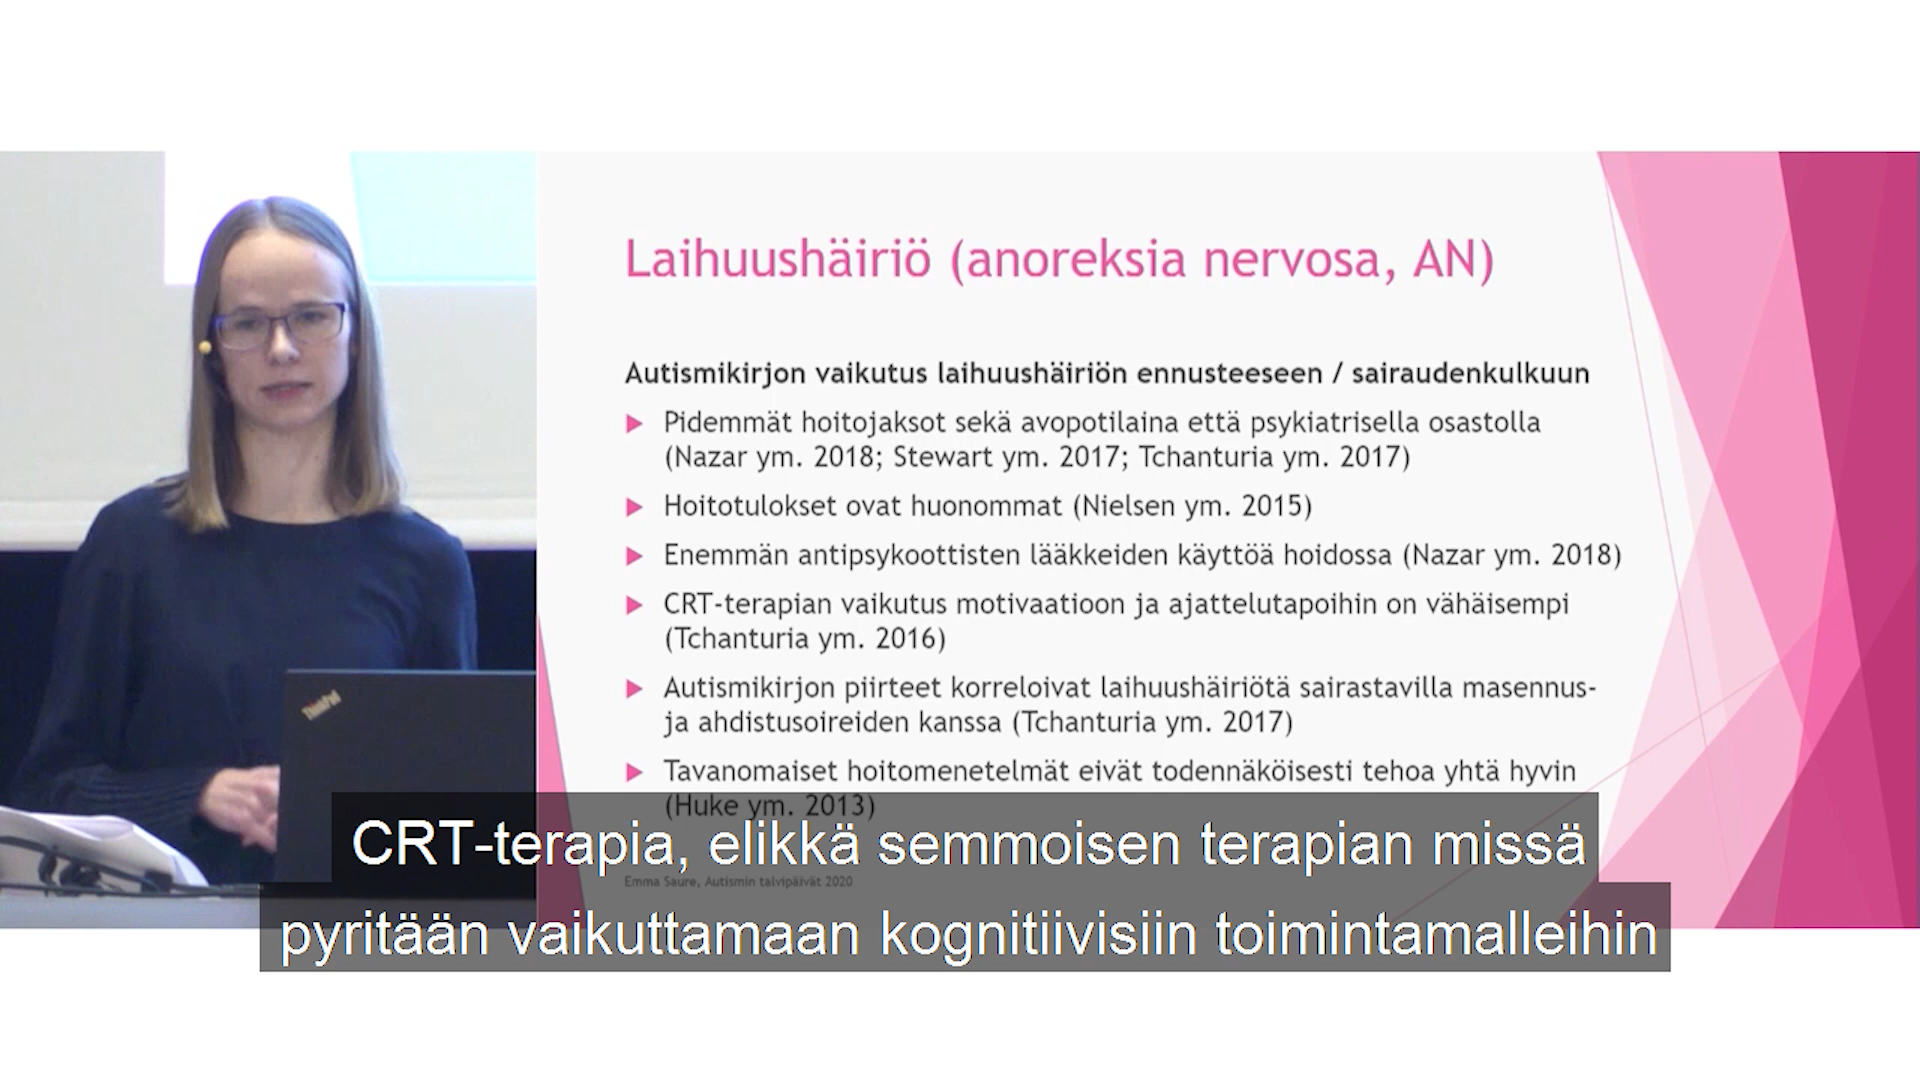 Laihuushäiriö (anoreksia nervosa, AN)
Autismikirjon vaikutus laihuushäiriön ennusteeseen / sairaudenkulkuun
Pidemmät hoitojaksot sekä avopotilaina että psykiatrisella osastolla
(Nazar ym. 2018; Stewart ym. 2017; Tchanturia ym. 2017)
Hoitotulokset ovat huonommat (Nielsen ym. 2015)
Enemmän antipsykoottisten lääkkeiden käyttöä hoidossa (Nazar ym. 2018)
CRT-terapian vaikutus motivaatioon ja ajattelutapoihin on vähäisempi
(Tchanturia ym. 2016)
Autismikirjon piirteet korreloivat laihuushäiriötä sairastavilla masennus-
ja ahdistusoireiden kanssa (Tchanturia ym. 2017)
Tavanomaiset hoitomenetelmät eivät todennäköisesti tehoa yhtä hyvin
(Huke ym. 2013)
Emma Saure, Autismin talvipäivät 2020
ThinkPad
CRT-terapia, elikkä semmoisen terapian missä
pyritään vaikuttamaan kognitiivisiin toimintamalleihin